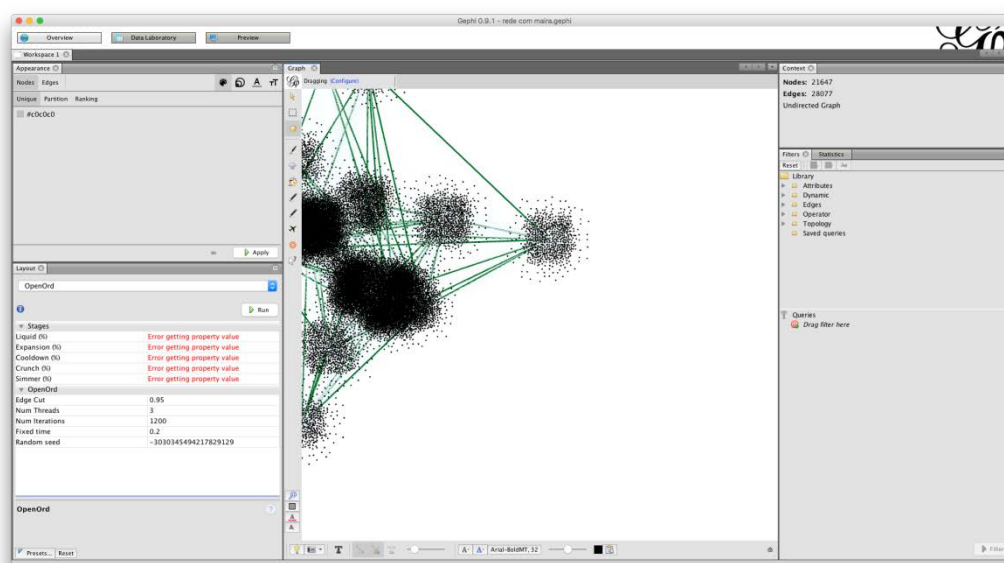 Gephi 0.9.1 - rede com maira.gephi
Overview
Data Laboratory
Preview
Workspace 1
Appearance
Nodes Edges
Unique Partition Ranking
#c0c0c0
Apply
Layout
OpenOrd
Run
Stages
Liquid (%) Error getting property value
Expansion (%) Error getting property value
Cooldown (%) Error getting property value
Crunch (%) Error getting property value
Simmer (%) Error getting property value
OpenOrd
Edge Cut 0.95
Num Threads 3
Num Iterations 1200
Fixed time 0.2
Random seed -3030345494217829129
OpenOrd
Presets... Reset
Graph
Dragging (Configure)
Arial-BoldMT, 32
Context
Nodes: 21647
Edges: 28077
Undirected Graph
Filters Statistics
Reset
Library
Attributes
Dynamic
Edges
Operator
Topology
Saved queries
Queries
Drag filter here
Filter